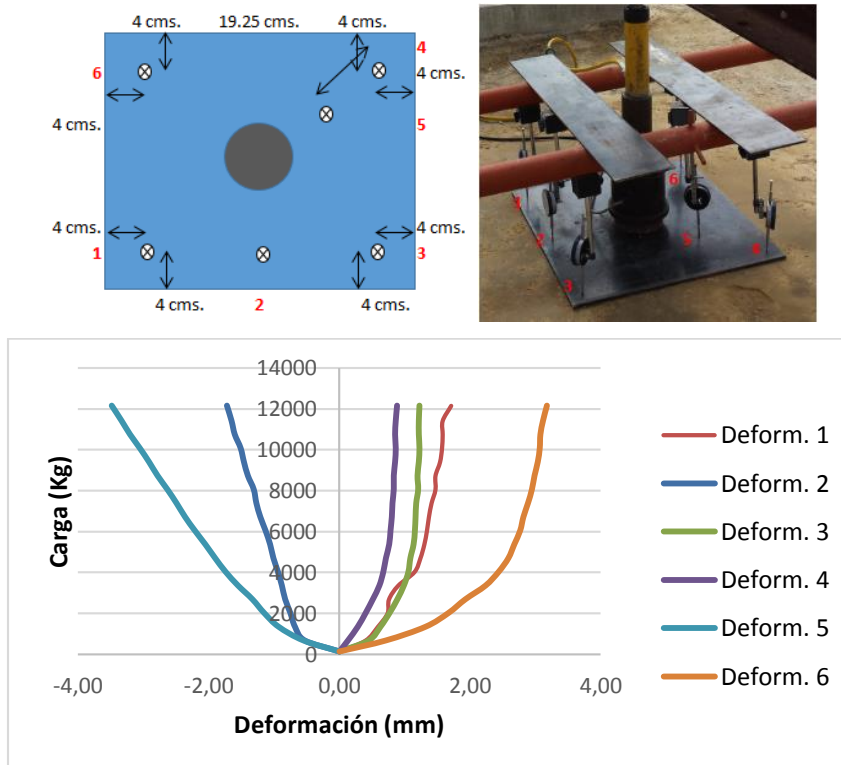 4 cms. 19.25 cms. 4 cms.
4
6
4 cms.
4 cms.
5
4 cms.
4 cms.
4 cms.
1
3
4 cms.
2
4 cms.
1
2
3
6
5
4
14000
12000
10000
8000
6000
4000
2000
0
-4,00 -2,00 0,00 2,00 4,00
Carga (Kg)
Deformación (mm)
Deform. 1
Deform. 2
Deform. 3
Deform. 4
Deform. 5
Deform. 6